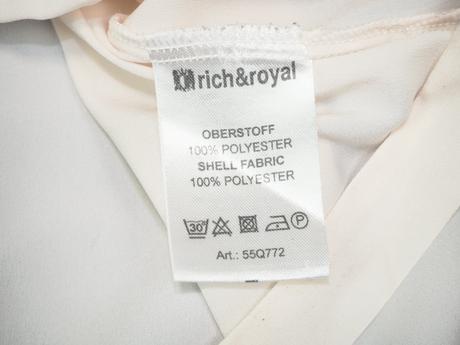 rich&royal
OBERSTOFF
100% POLYESTER
SHELL FABRIC
100% POLYESTER
30°
P
Art.: 55Q772